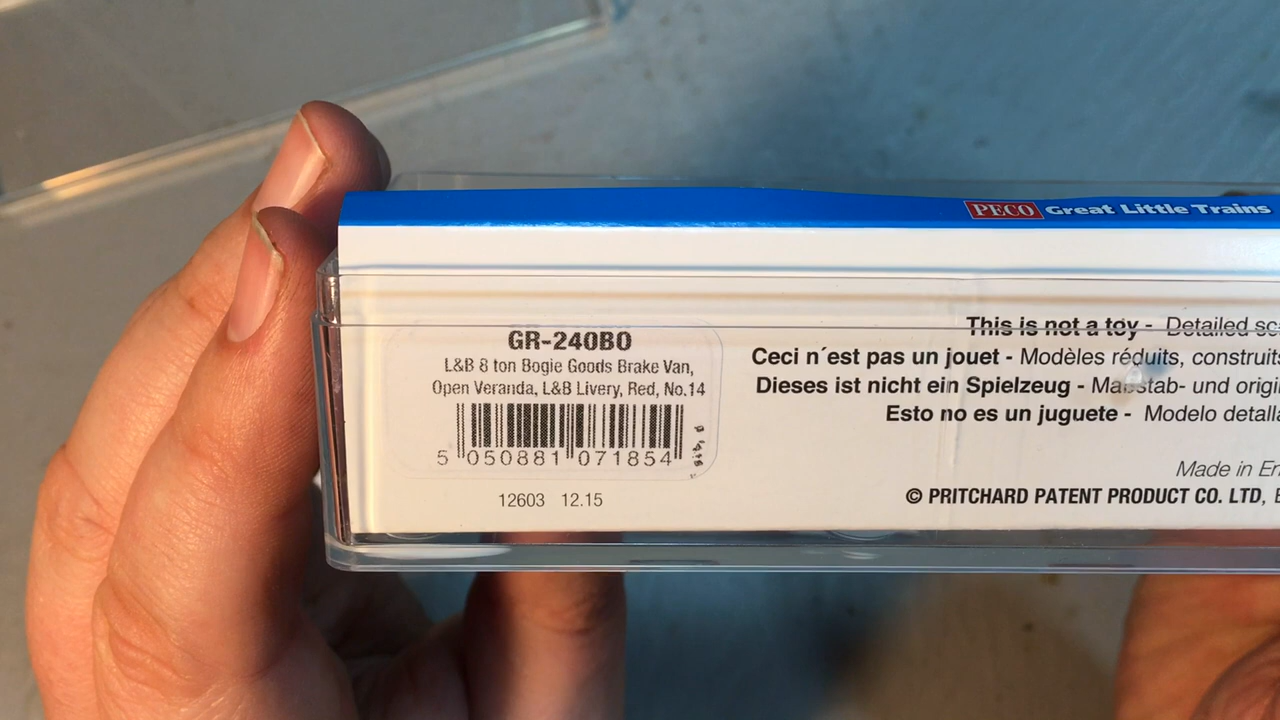 PECO Great Little Trains
GR-240BO
L&B 8 ton Bogie Goods Brake Van,
Open Veranda, L&B Livery, Red, No.14
5 050881 071854
12603 12.15
This is not a toy - Detailed sc
Ceci n´est pas un jouet - Modèles réduits, construits
Dieses ist nicht ein Spielzeug - Massstab- und origi
Esto no es un juguete - Modelo detalla
Made in En
© PRITCHARD PATENT PRODUCT CO. LTD,